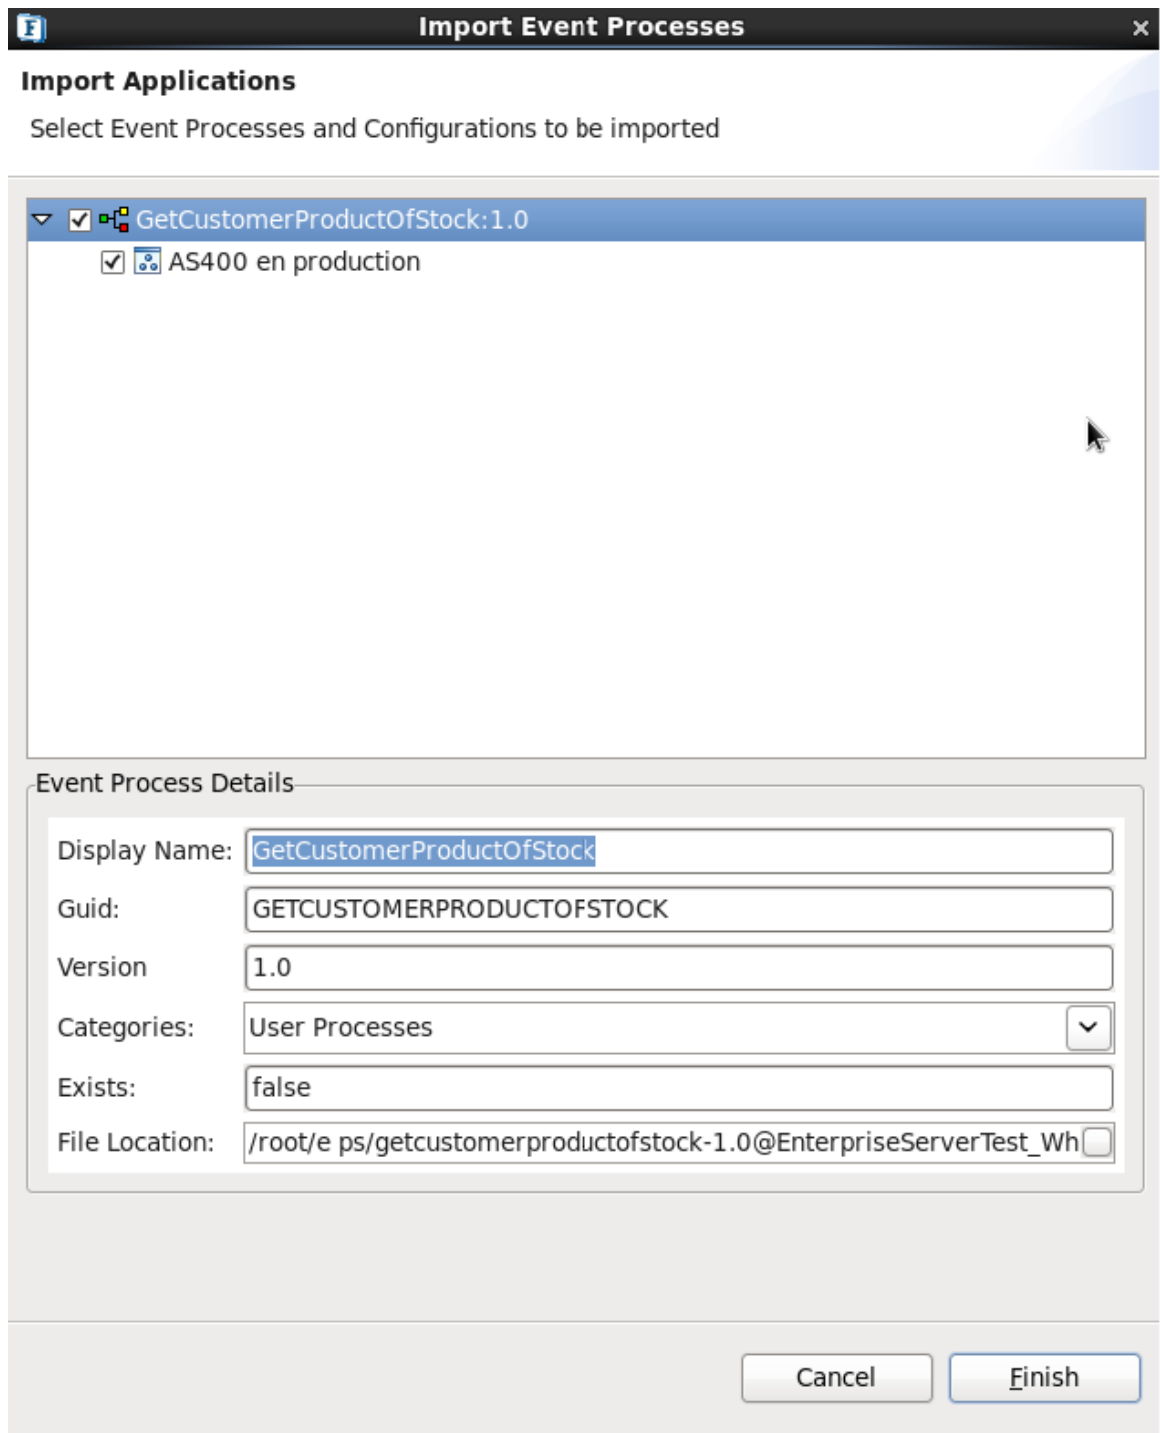 Import Event Processes
Import Applications
Select Event Processes and Configurations to be imported
GetCustomerProductOfStock:1.0
AS400 en production
Event Process Details
Display Name: GetCustomerProductOfStock
Guid: GETCUSTOMERPRODUCTOFSTOCK
Version 1.0
Categories: User Processes
Exists: false
File Location: /root/e ps/getcustomerproductofstock-1.0@EnterpriseServerTest_Wh
Cancel Finish